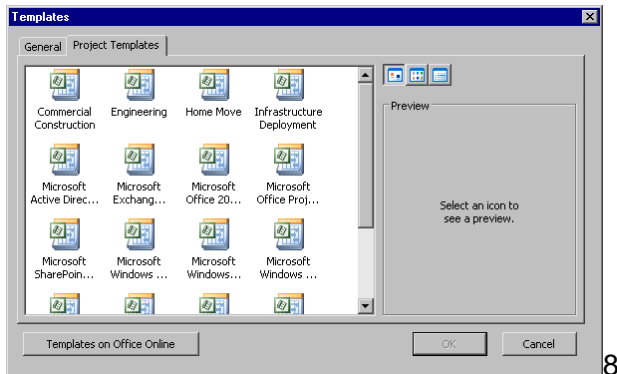 Templates
General Project Templates
Commercial Construction
Engineering
Home Move
Infrastructure Deployment
Microsoft Active Direc...
Microsoft Exchang...
Microsoft Office 20...
Microsoft Office Proj...
Microsoft SharePoin...
Microsoft Windows ...
Microsoft Windows...
Microsoft Windows ...
Preview
Select an icon to
see a preview.
Templates on Office Online
OK
Cancel
8